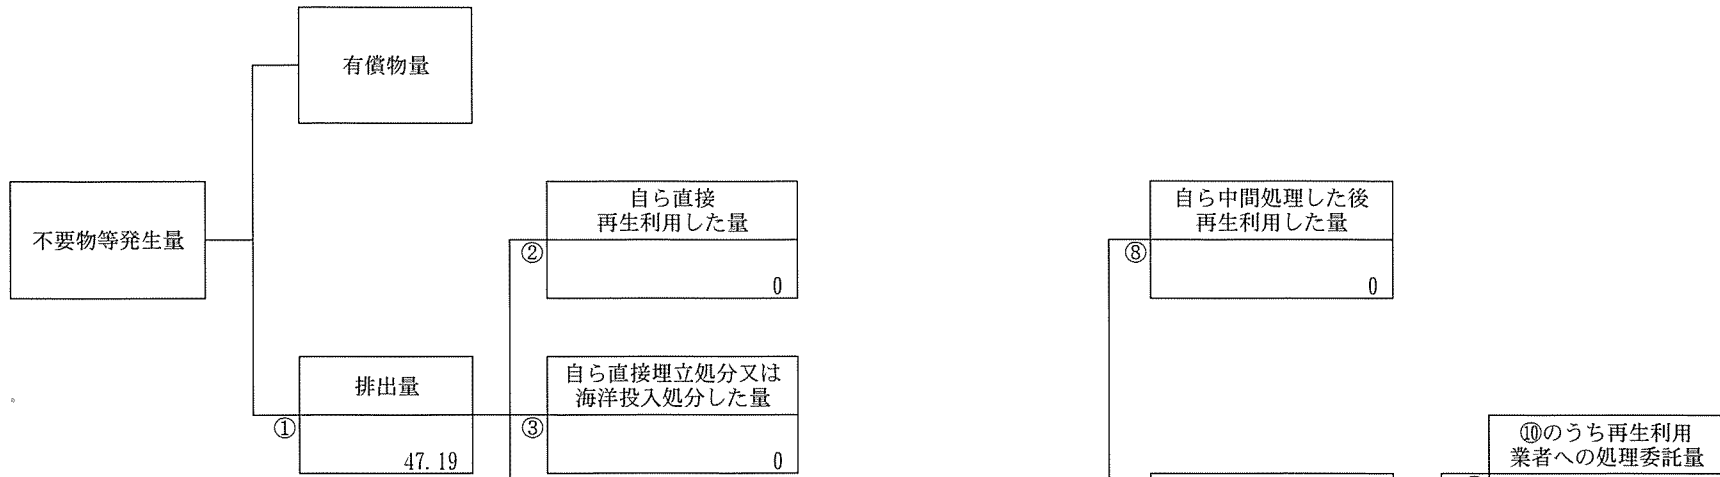 有償物量
不要物等発生量
自ら直接
再生利用した量
②
0
自ら中間処理した後
再生利用した量
⑧
0
排出量
①
47.19
自ら直接埋立処分又は
海洋投入処分した量
③
0
⑩のうち再生利用
業者への処理委託量